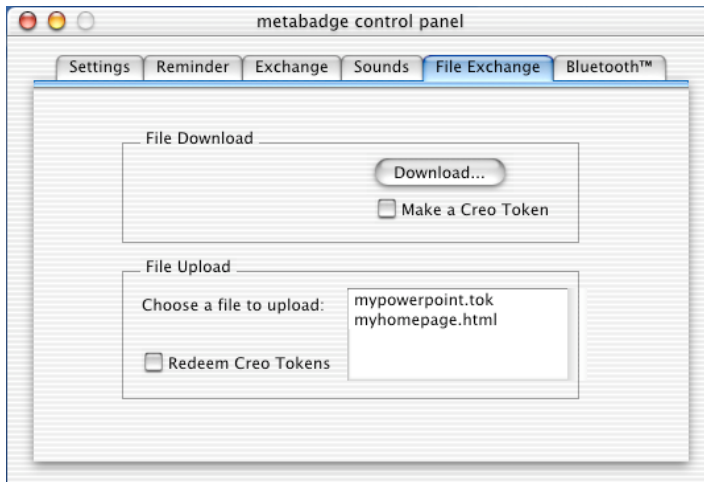 metabadge control panel
Settings Reminder Exchange Sounds File Exchange Bluetooth™
File Download
Download...
Make a Creo Token
File Upload
Choose a file to upload:
mypowerpoint.tok
myhomepage.html
Redeem Creo Tokens